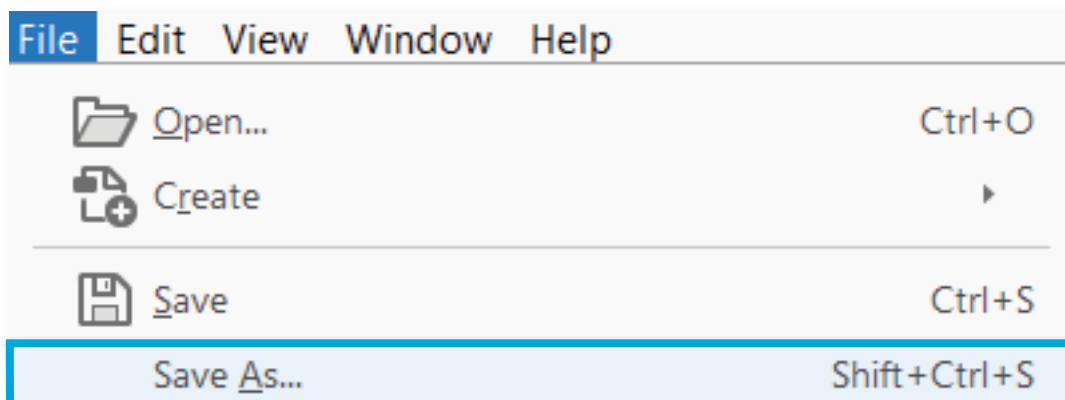 File Edit View Window Help
Open... Ctrl+O
Create
Save Ctrl+S
Save As... Shift+Ctrl+S